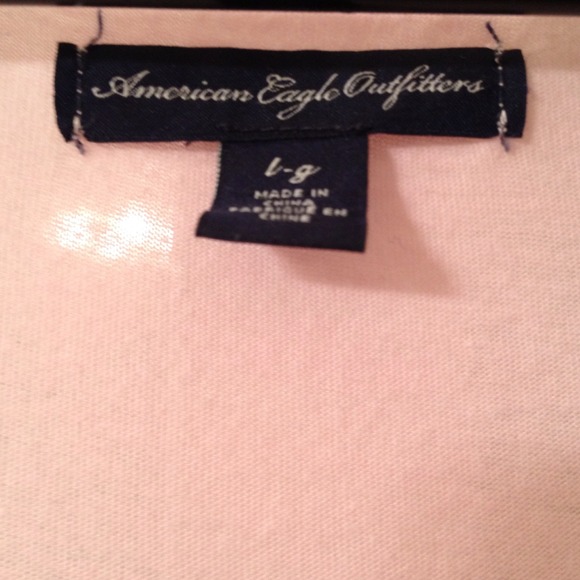 American Eagle Outfitters
L-g
MADE IN
CHINA
FABRIQUÉ EN
CHINE